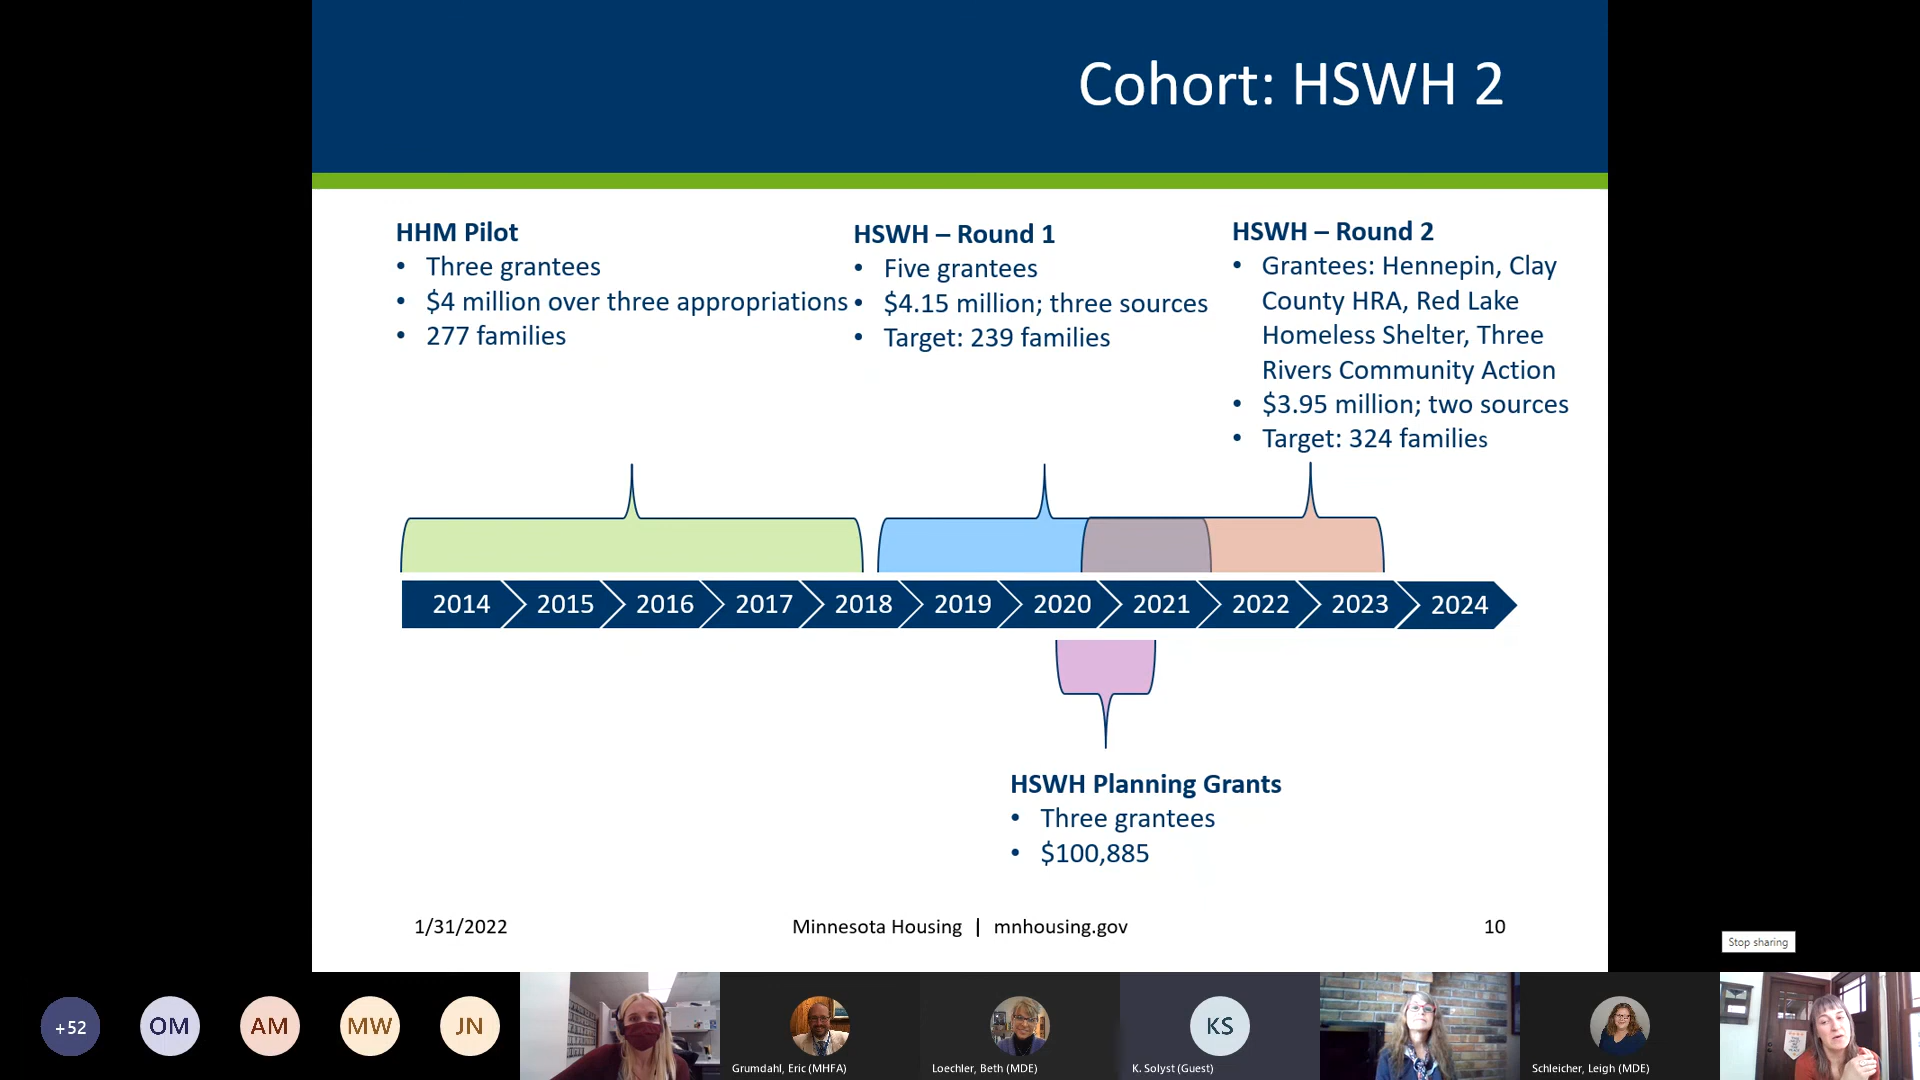 Cohort: HSWH 2
HHM Pilot
• Three grantees
• $4 million over three appropriations
• 277 families
HSWH – Round 1
• Five grantees
• $4.15 million; three sources
• Target: 239 families
HSWH – Round 2
• Grantees: Hennepin, Clay
County HRA, Red Lake
Homeless Shelter, Three
Rivers Community Action
• $3.95 million; two sources
• Target: 324 families
2014 2015 2016 2017 2018 2019 2020 2021 2022 2023 2024
HSWH Planning Grants
• Three grantees
• $100,885
1/31/2022
Minnesota Housing | mnhousing.gov
10
Stop sharing
+52
OM
AM
MW
JN
KS
Grumdahl, Eric (MHFA)
Loechler, Beth (MDE)
K. Solyst (Guest)
Schleicher, Leigh (MDE)